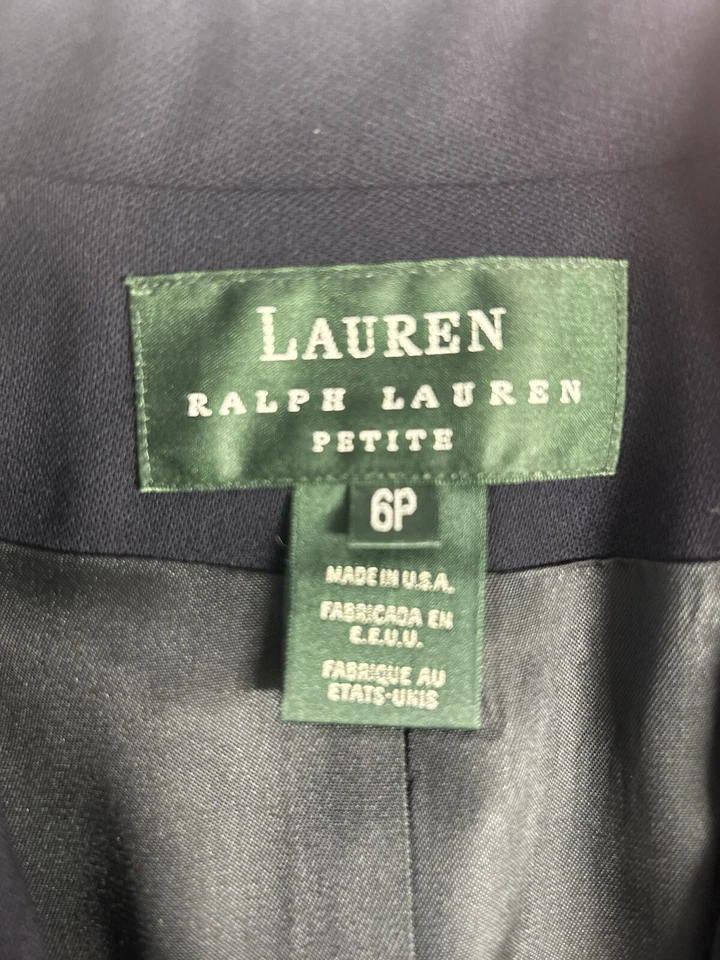 LAUREN
RALPH LAUREN
PETITE
6P
MADE IN U.S.A.
FABRICADA EN
E.E.U.U.
FABRIQUE AU
ETATS-UNIS